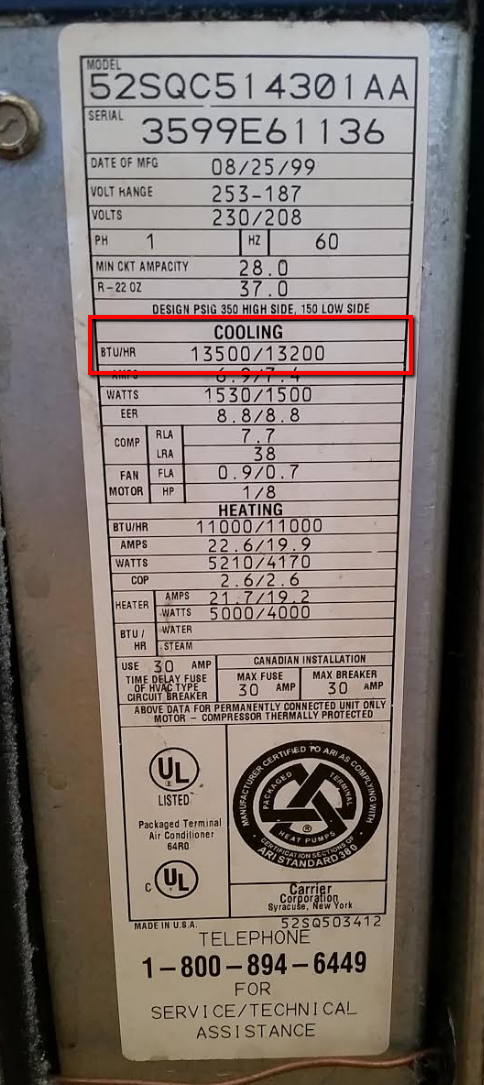 MODEL
52SQC514301AA
SERIAL
3599E61136
DATE OF MFG 08/25/99
VOLT RANGE 253-187
VOLTS 230/208
PH 1 HZ 60
MIN CKT AMPACITY 28.0
R-22 OZ 37.0
DESIGN PSIG 350 HIGH SIDE, 150 LOW SIDE
COOLING
BTU/HR 13500/13200
AMPS 6.9/7.4
WATTS 1530/1500
EER 8.8/8.8
COMP RLA 7.7
LRA 38
FAN FLA 0.9/0.7
MOTOR HP 1/8
HEATING
BTU/HR 11000/11000
AMPS 22.6/19.9
WATTS 5210/4170
COP 2.6/2.6
HEATER AMPS 21.7/19.2
WATTS 5000/4000
BTU/ WATER
HR STEAM
USE 30 AMP
TIME DELAY FUSE
OF HVAC TYPE
CIRCUIT BREAKER
CANADIAN INSTALLATION
MAX FUSE
30 AMP
MAX BREAKER
30 AMP
ABOVE DATA FOR PERMANENTLY CONNECTED UNIT ONLY
MOTOR - COMPRESSOR THERMALLY PROTECTED
UL
LISTED
Packaged Terminal
Air Conditioner
64R0
C UL
MANUFACTURER CERTIFIED TO ARI AS COMPLYING WITH
PACKAGED TERMINAL
HEAT PUMPS
®
CERTIFICATION SECTIONS OF
ARI STANDARD 380
Carrier
Corporation
Syracuse, New York
MADE IN U.S.A. 52SQ503412
TELEPHONE
1-800-894-6449
FOR
SERVICE/TECHNICAL
ASSISTANCE